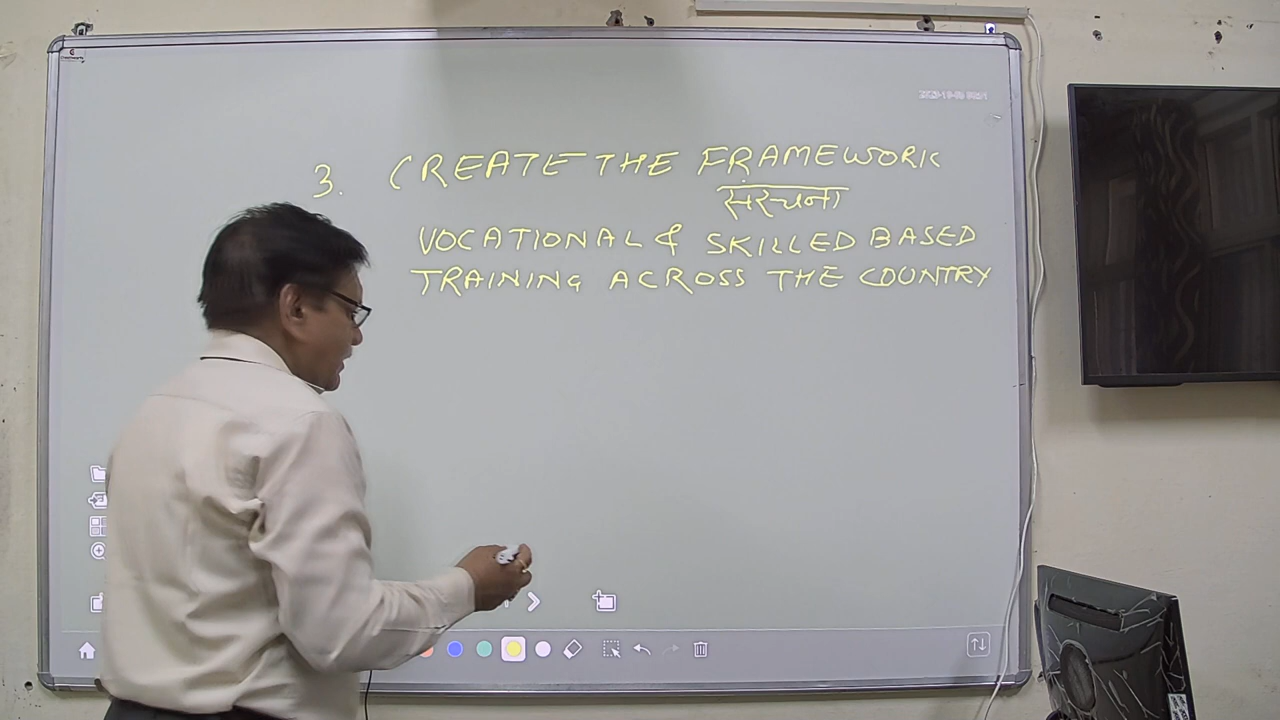 3. CREATE THE FRAMEWORK
संरचना
VOCATIONAL & SKILLED BASED
TRAINING ACROSS THE COUNTRY